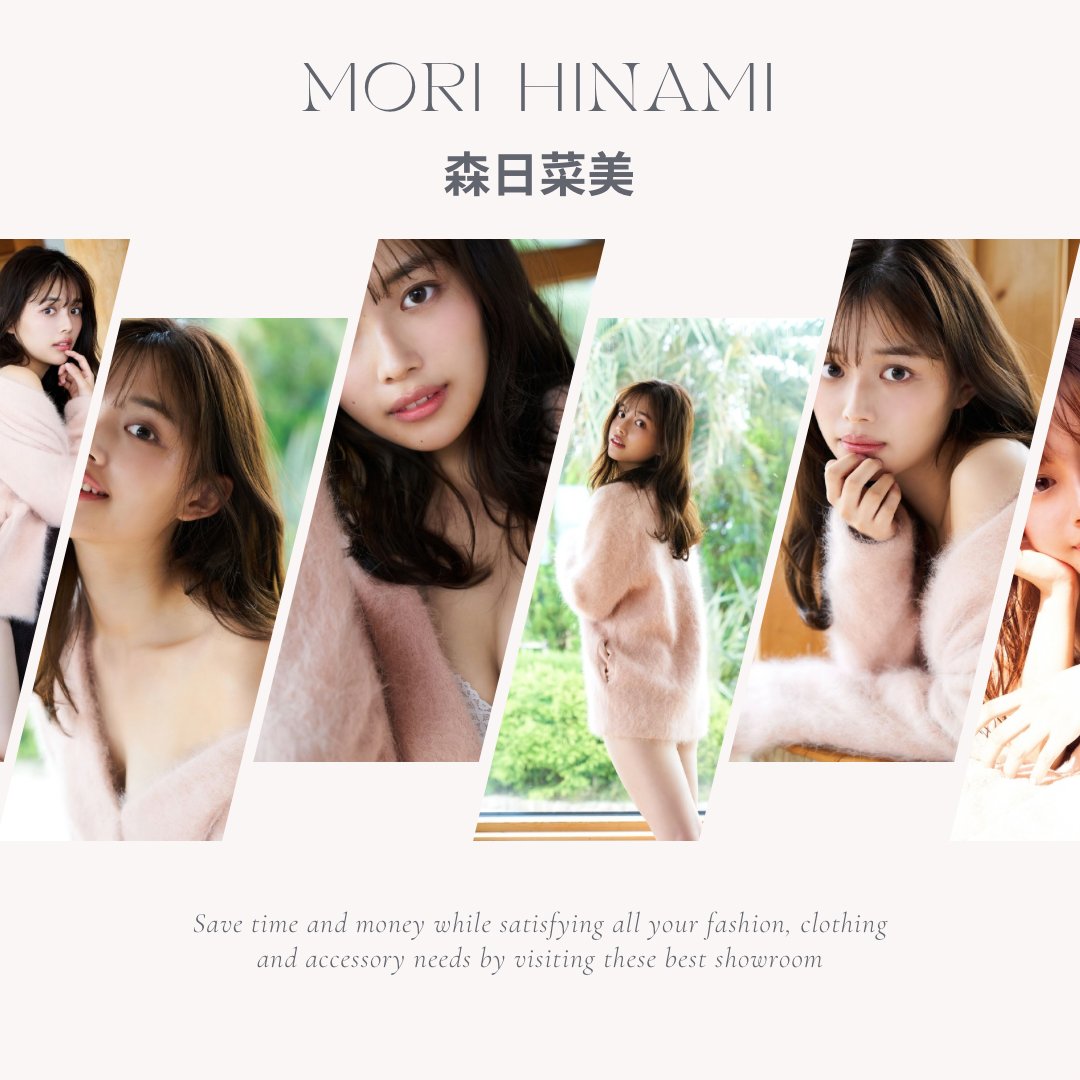 MORI HINAMI
森日菜美
Save time and money while satisfying all your fashion, clothing
and accessory needs by visiting these best showroom